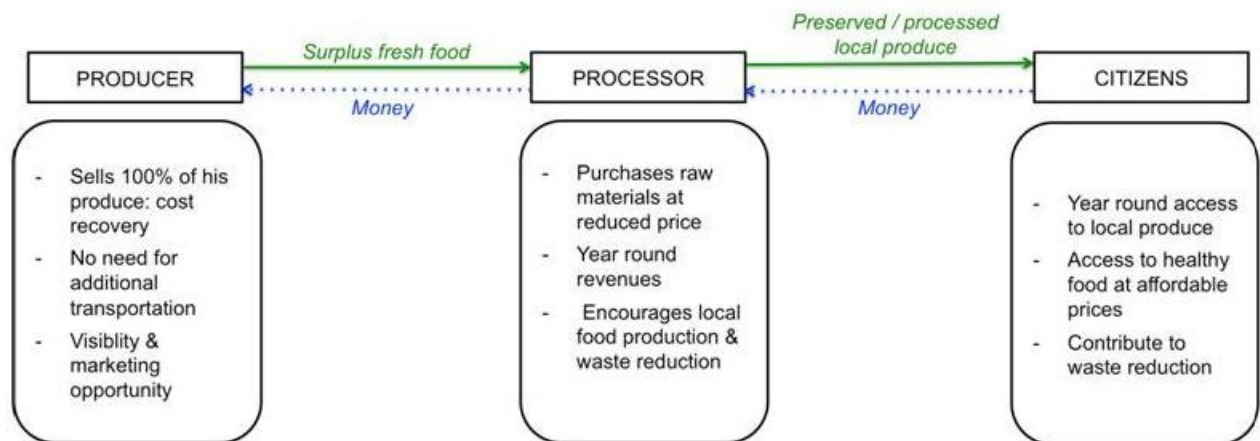 Surplus fresh food
Preserved / processed
local produce
PRODUCER
PROCESSOR
CITIZENS
Money
Money
- Sells 100% of his
produce: cost
recovery
- No need for
additional
transportation
- Visiblity &
marketing
opportunity
- Purchases raw
materials at
reduced price
- Year round
revenues
- Encourages local
food production &
waste reduction
- Year round access
to local produce
- Access to healthy
food at affordable
prices
- Contribute to
waste reduction